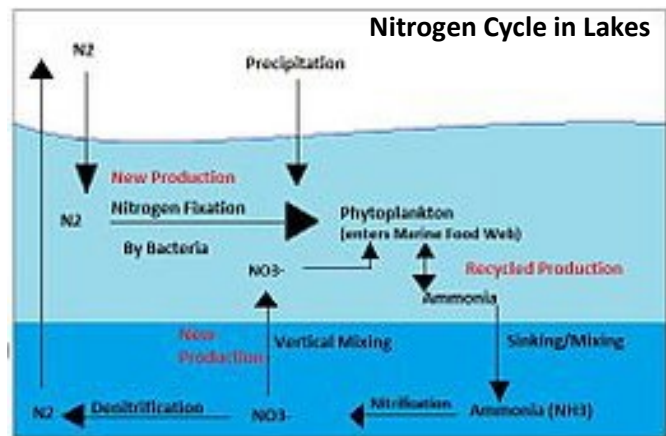 Nitrogen Cycle in Lakes
N2
Precipitation
New Production
N2
Nitrogen Fixation
By Bacteria
Phytoplankton
(enters Marine Food Web)
NO3-
Recycled Production
Ammonia
New
Production
Vertical Mixing
Sinking/Mixing
N2
Denitrification
NO3-
Nitrification
Ammonia (NH3)